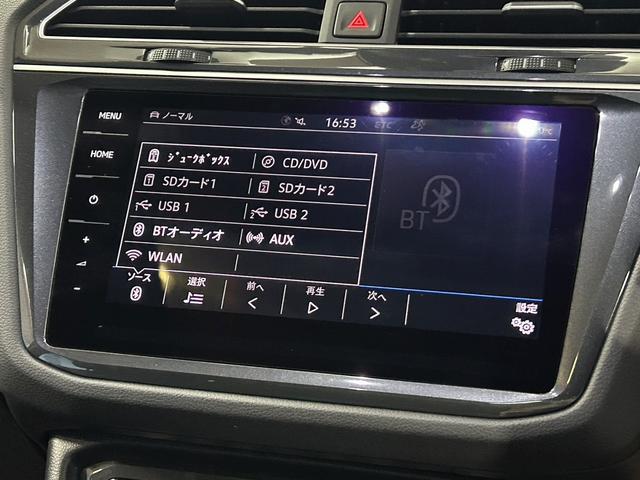 MENU
ノーマル
16:53
ETC
HOME
ジュークボックス
CD/DVD
SDカード1
SDカード2
USB 1
USB 2
BTオーディオ
AUX
WLAN
BT
ソース
選択
前へ
再生
次へ
設定